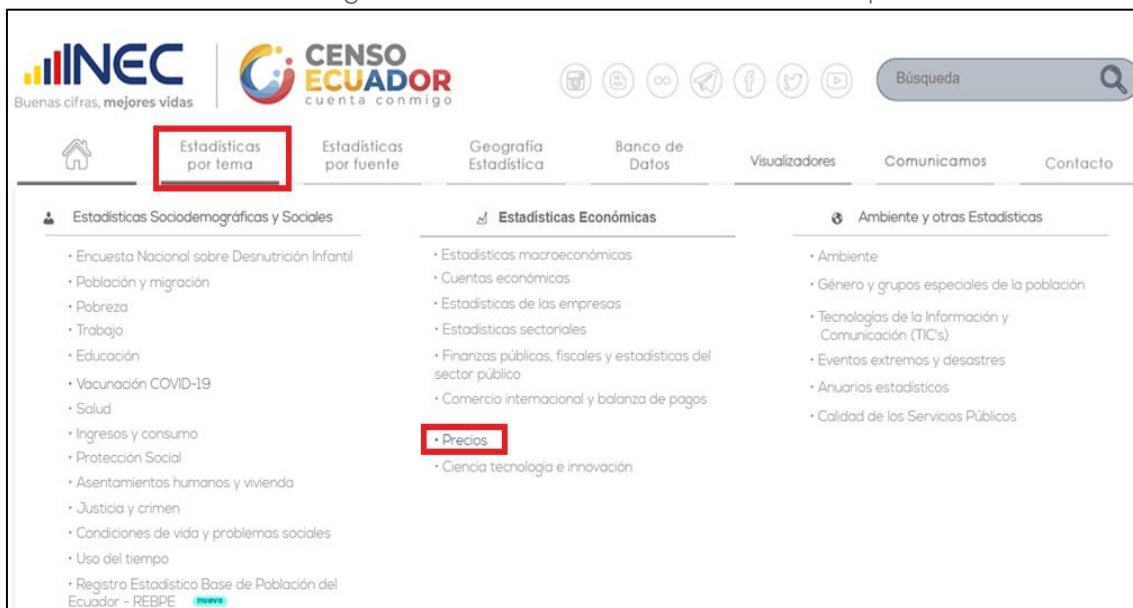 INEC
Buenas cifras, mejores vidas
CENSO
ECUADOR
cuenta conmigo
Búsqueda
Estadísticas
por tema
Estadísticas
por fuente
Geografía
Estadística
Banco de
Datos
Visualizadores
Comunicamos
Contacto
Estadísticas Sociodemográficas y Sociales
• Encuesta Nacional sobre Desnutrición Infantil
• Población y migración
• Pobreza
• Trabajo
• Educación
• Vacunación COVID-19
• Salud
• Ingresos y consumo
• Protección Social
• Asentamientos humanos y vivienda
• Justicia y crimen
• Condiciones de vida y problemas sociales
• Uso del tiempo
• Registro Estadístico Base de Población del
Ecuador - REBPE nuevo
Estadísticas Económicas
• Estadísticas macroeconómicas
• Cuentas económicas
• Estadísticas de las empresas
• Estadísticas sectoriales
• Finanzas públicas, fiscales y estadísticas del
sector público
• Comercio internacional y balanza de pagos
• Precios
• Ciencia tecnología e innovación
Ambiente y otras Estadísticas
• Ambiente
• Género y grupos especiales de la población
• Tecnologías de la Información y
Comunicación (TIC's)
• Eventos extremos y desastres
• Anuarios estadísticos
• Calidad de los Servicios Públicos